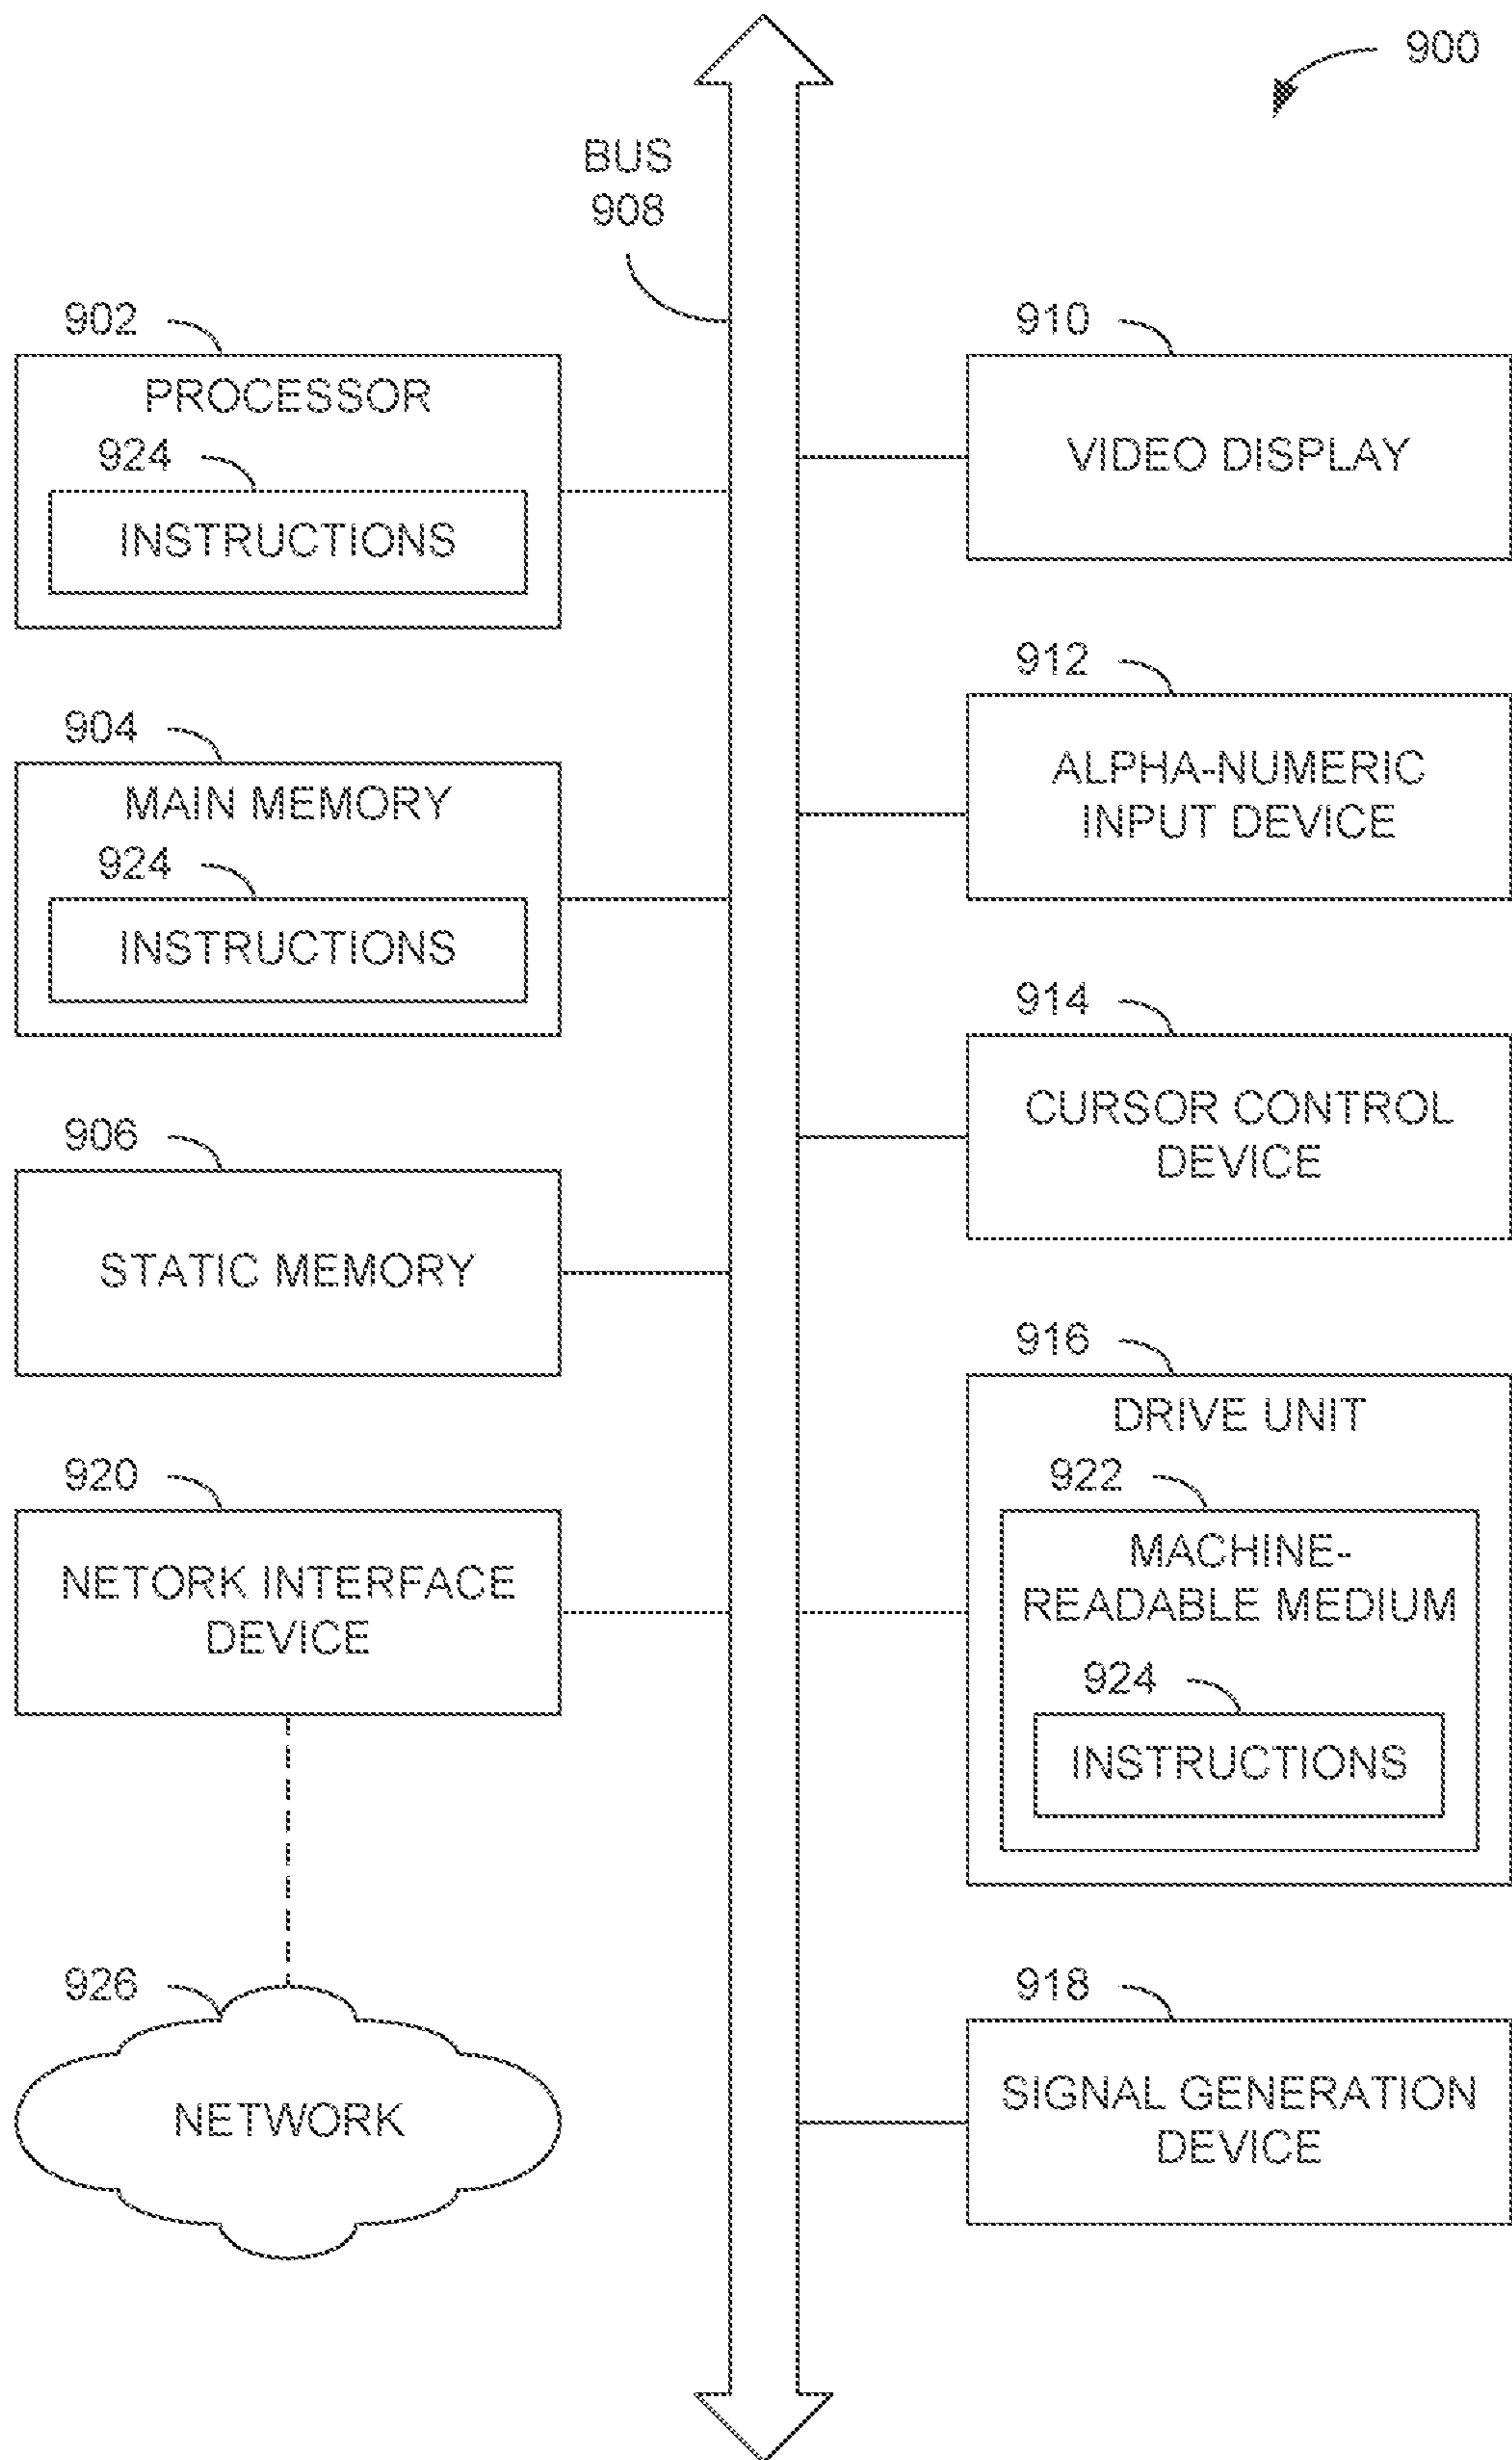 900
BUS
908
902
PROCESSOR
924
INSTRUCTIONS
904
MAIN MEMORY
924
INSTRUCTIONS
906
STATIC MEMORY
920
NETORK INTERFACE
DEVICE
926
NETWORK
910
VIDEO DISPLAY
912
ALPHA-NUMERIC
INPUT DEVICE
914
CURSOR CONTROL
DEVICE
916
DRIVE UNIT
922
MACHINE-
READABLE MEDIUM
924
INSTRUCTIONS
918
SIGNAL GENERATION
DEVICE